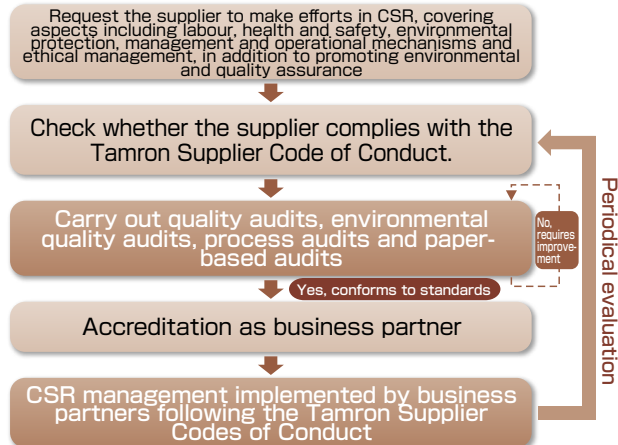 Request the supplier to make efforts in CSR, covering
aspects including labour, health and safety, environmental
protection, management and operational mechanisms and
ethical management, in addition to promoting environmental
and quality assurance
Check whether the supplier complies with the
Tamron Supplier Code of Conduct.
Carry out quality audits, environmental
quality audits, process audits and paper-
based audits
No,
requires
improve-
ment
Yes, conforms to standards
Accreditation as business partner
CSR management implemented by business
partners following the Tamron Supplier
Codes of Conduct
Periodical evaluation